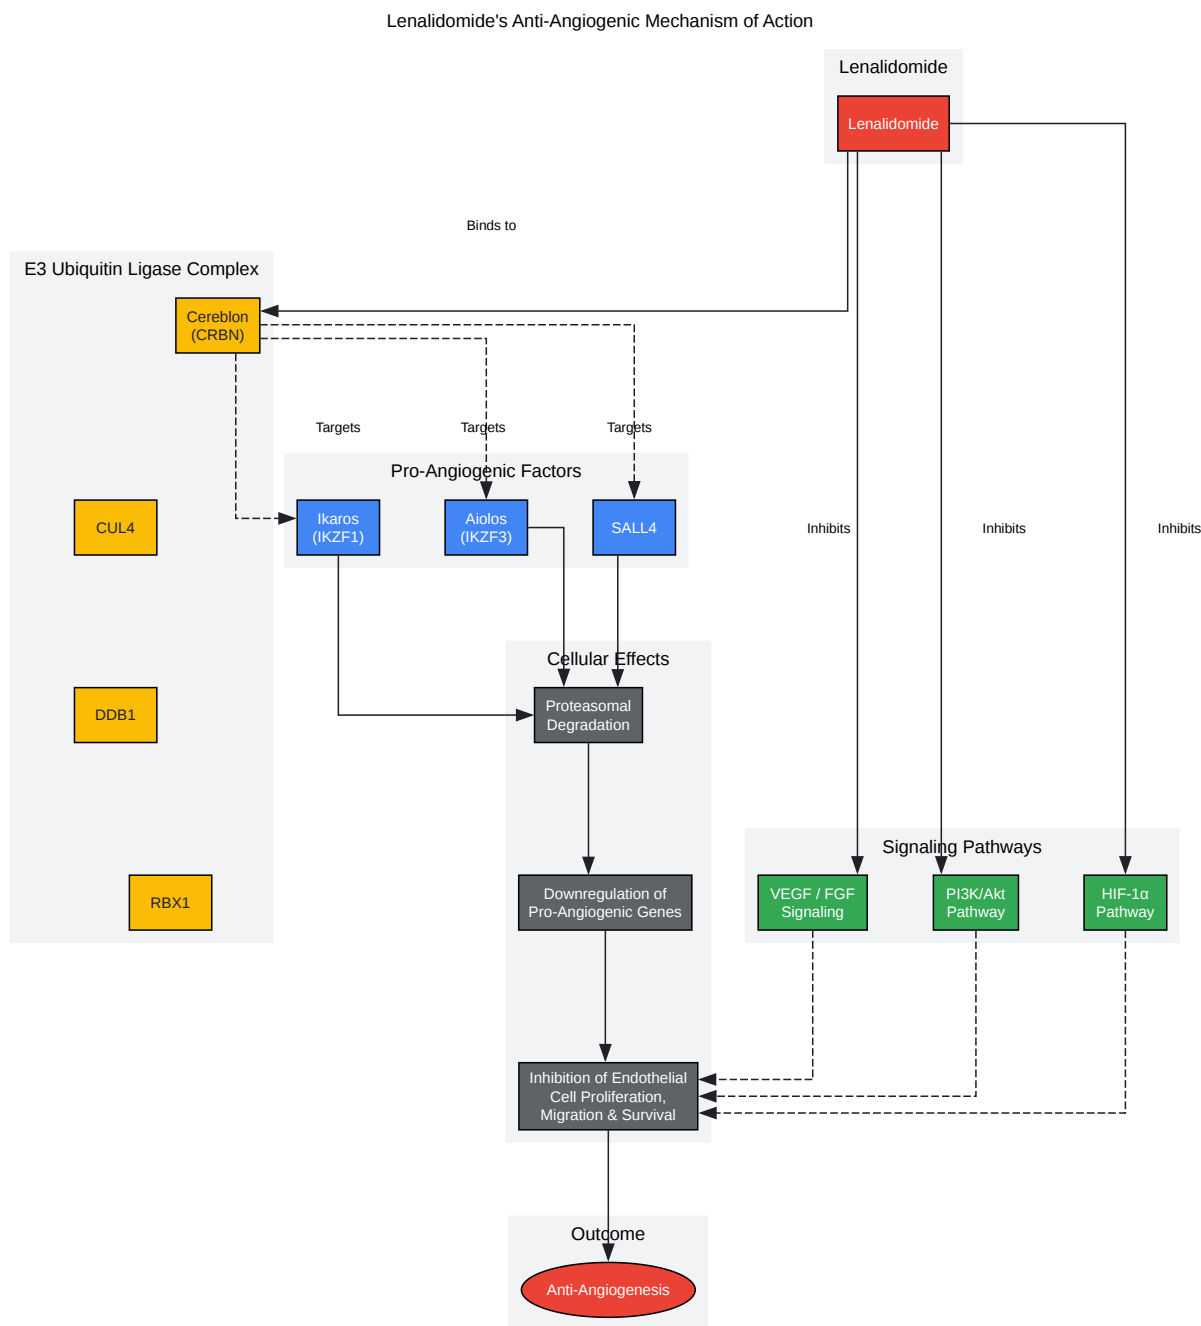 Lenalidomide's Anti-Angiogenic Mechanism of Action
Lenalidomide
Lenalidomide
Binds to
E3 Ubiquitin Ligase Complex
Cereblon
(CRBN)
Targets
Targets
Targets
Pro-Angiogenic Factors
Ikaros
(IKZF1)
Aiolos
(IKZF3)
SALL4
CUL4
Inhibits
Inhibits
Inhibits
Cellular Effects
Proteasomal
Degradation
DDB1
Signaling Pathways
RBX1
Downregulation of
Pro-Angiogenic Genes
VEGF / FGF
Signaling
PI3K/Akt
Pathway
HIF-1α
Pathway
Inhibition of Endothelial
Cell Proliferation,
Migration & Survival
Outcome
Anti-Angiogenesis